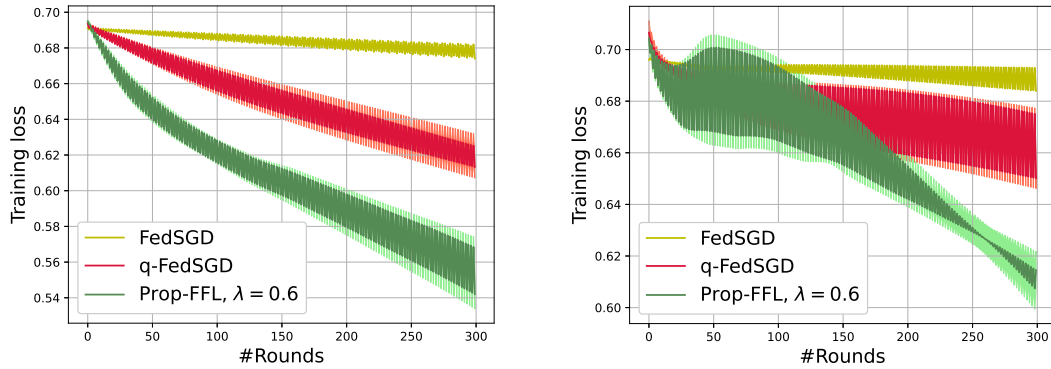 0.70
0.68
0.66
0.64
0.62
0.60
0.58
0.56
0.54
Training loss
FedSGD
q-FedSGD
Prop-FFL, λ = 0.6
0 50 100 150 200 250 300
#Rounds
0.70
0.68
0.66
0.64
0.62
0.60
Training loss
FedSGD
q-FedSGD
Prop-FFL, λ = 0.6
0 50 100 150 200 250 300
#Rounds